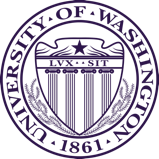 UNIVERSITY · OF · WASHINGTON
LVX · · SIT
· 1861 ·